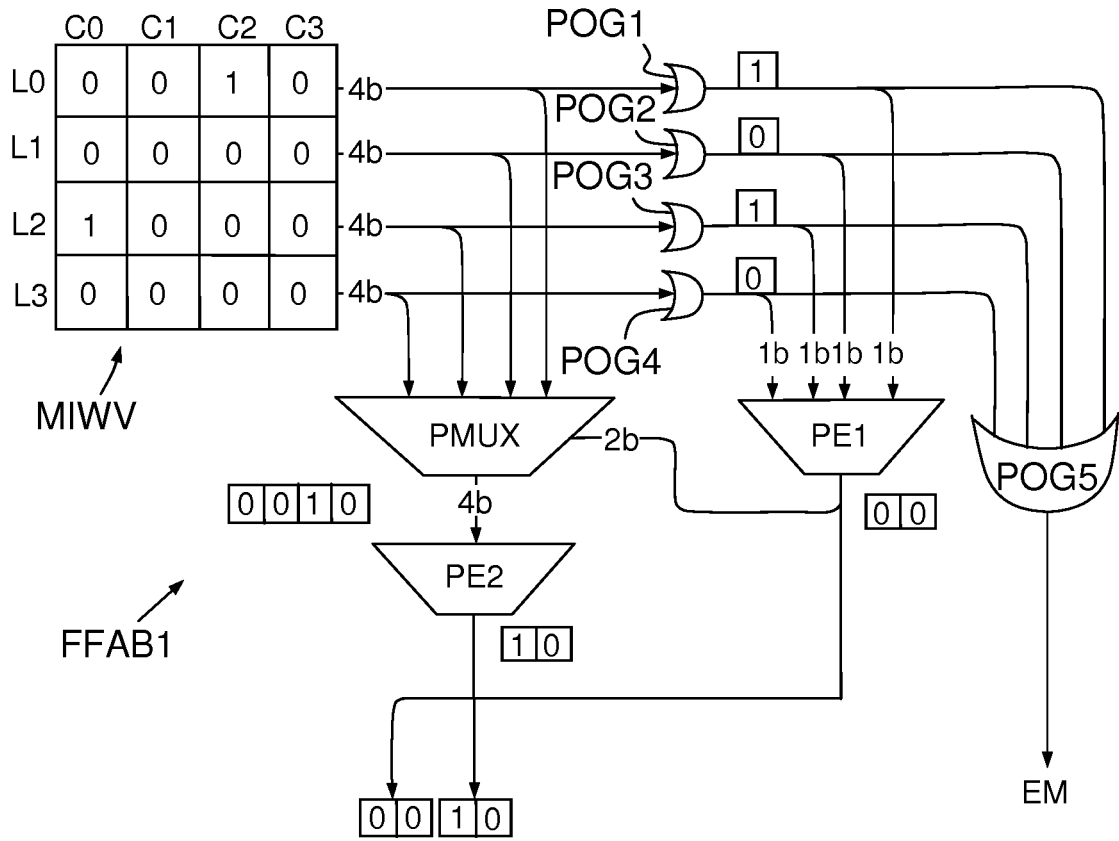 C0 C1 C2 C3
L0 0 0 1 0 4b
L1 0 0 0 0 4b
L2 1 0 0 0 4b
L3 0 0 0 0 4b
POG1
1
POG2
0
POG3
1
0
POG4
1b 1b 1b 1b
MIWV
PMUX
2b
PE1
POG5
0 0 1 0
4b
0 0
PE2
FFAB1
1 0
EM
0 0 1 0